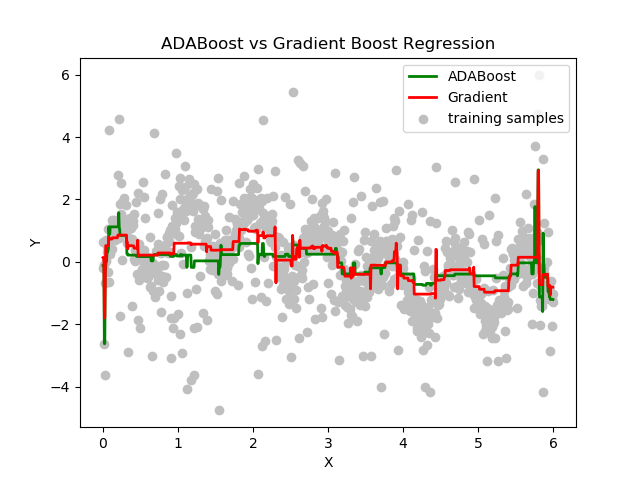 ADABoost vs Gradient Boost Regression
ADABoost
Gradient
training samples
6
4
2
0
−2
−4
Y
0 1 2 3 4 5 6
X